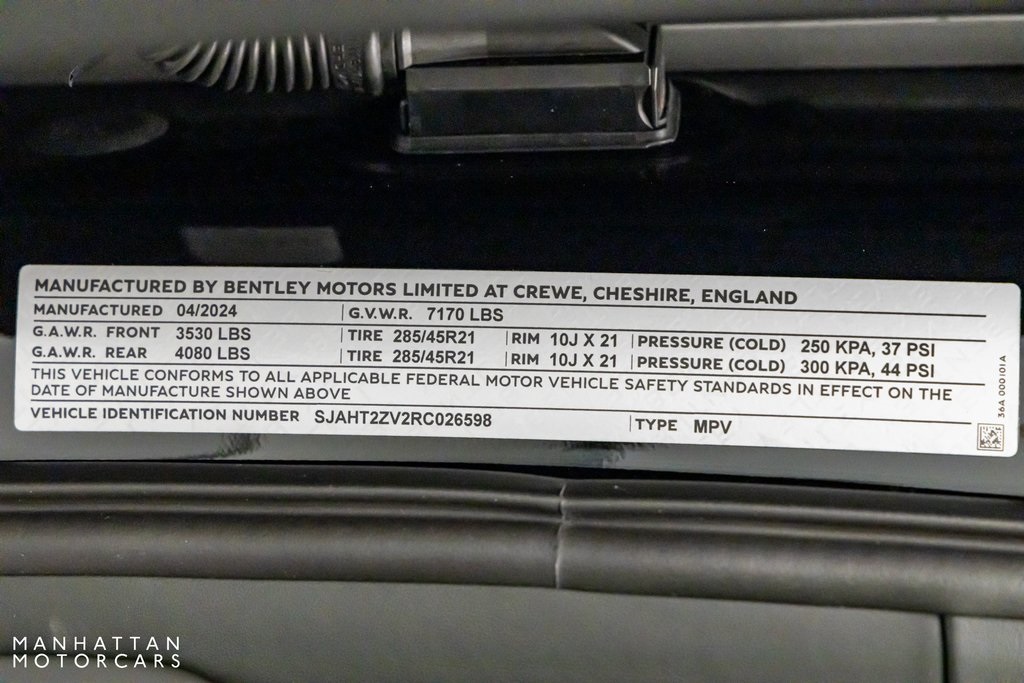 MANUFACTURED BY BENTLEY MOTORS LIMITED AT CREWE, CHESHIRE, ENGLAND
MANUFACTURED 04/2024 G.V.W.R. 7170 LBS
G.A.W.R. FRONT 3530 LBS TIRE 285/45R21 RIM 10J X 21 PRESSURE (COLD) 250 KPA, 37 PSI
G.A.W.R. REAR 4080 LBS TIRE 285/45R21 RIM 10J X 21 PRESSURE (COLD) 300 KPA, 44 PSI
THIS VEHICLE CONFORMS TO ALL APPLICABLE FEDERAL MOTOR VEHICLE SAFETY STANDARDS IN EFFECT ON THE
DATE OF MANUFACTURE SHOWN ABOVE
VEHICLE IDENTIFICATION NUMBER SJAHT2ZV2RC026598 TYPE MPV
36A 000101A
MANHATTAN
MOTORCARS